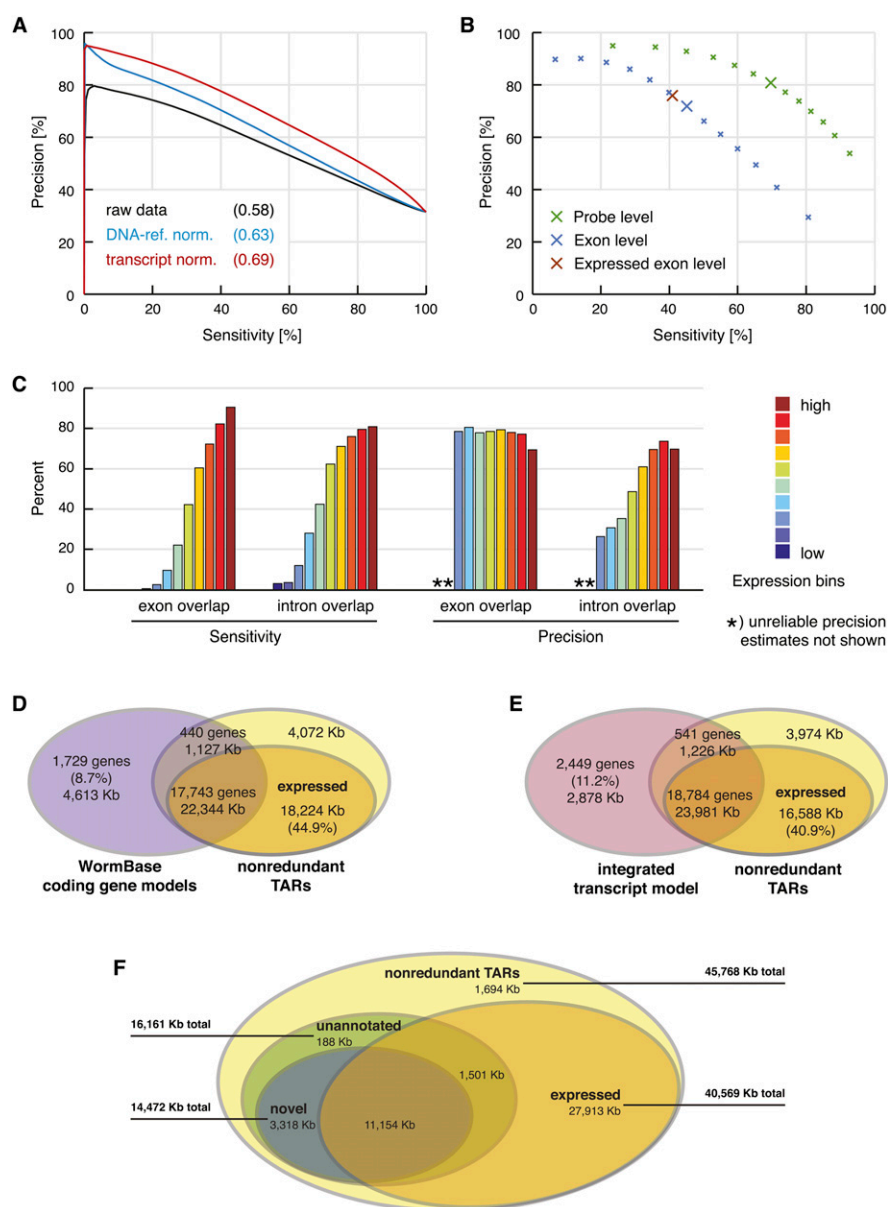 A
Precision [%]
100
80
60
40
20
0
raw data (0.58)
DNA-ref. norm. (0.63)
transcript norm. (0.69)
0 20 40 60 80 100
Sensitivity [%]
B
Precision [%]
100
80
60
40
20
0
Probe level
Exon level
Expressed exon level
0 20 40 60 80 100
Sensitivity [%]
C
Percent
100
80
60
40
20
0
** **
exon overlap intron overlap exon overlap intron overlap
Sensitivity Precision
high
low
Expression bins
*) unreliable precision
estimates not shown
D
1,729 genes
(8.7%)
4,613 Kb
440 genes
1,127 Kb
4,072 Kb
17,743 genes
22,344 Kb
expressed
18,224 Kb
(44.9%)
WormBase
coding gene models
nonredundant
TARs
E
2,449 genes
(11.2%)
2,878 Kb
541 genes
1,226 Kb
3,974 Kb
18,784 genes
23,981 Kb
expressed
16,588 Kb
(40.9%)
integrated
transcript model
nonredundant
TARs
F
nonredundant TARs
1,694 Kb
45,768 Kb total
16,161 Kb total
unannotated
188 Kb
1,501 Kb
14,472 Kb total
novel
3,318 Kb
11,154 Kb
expressed
27,913 Kb
40,569 Kb total